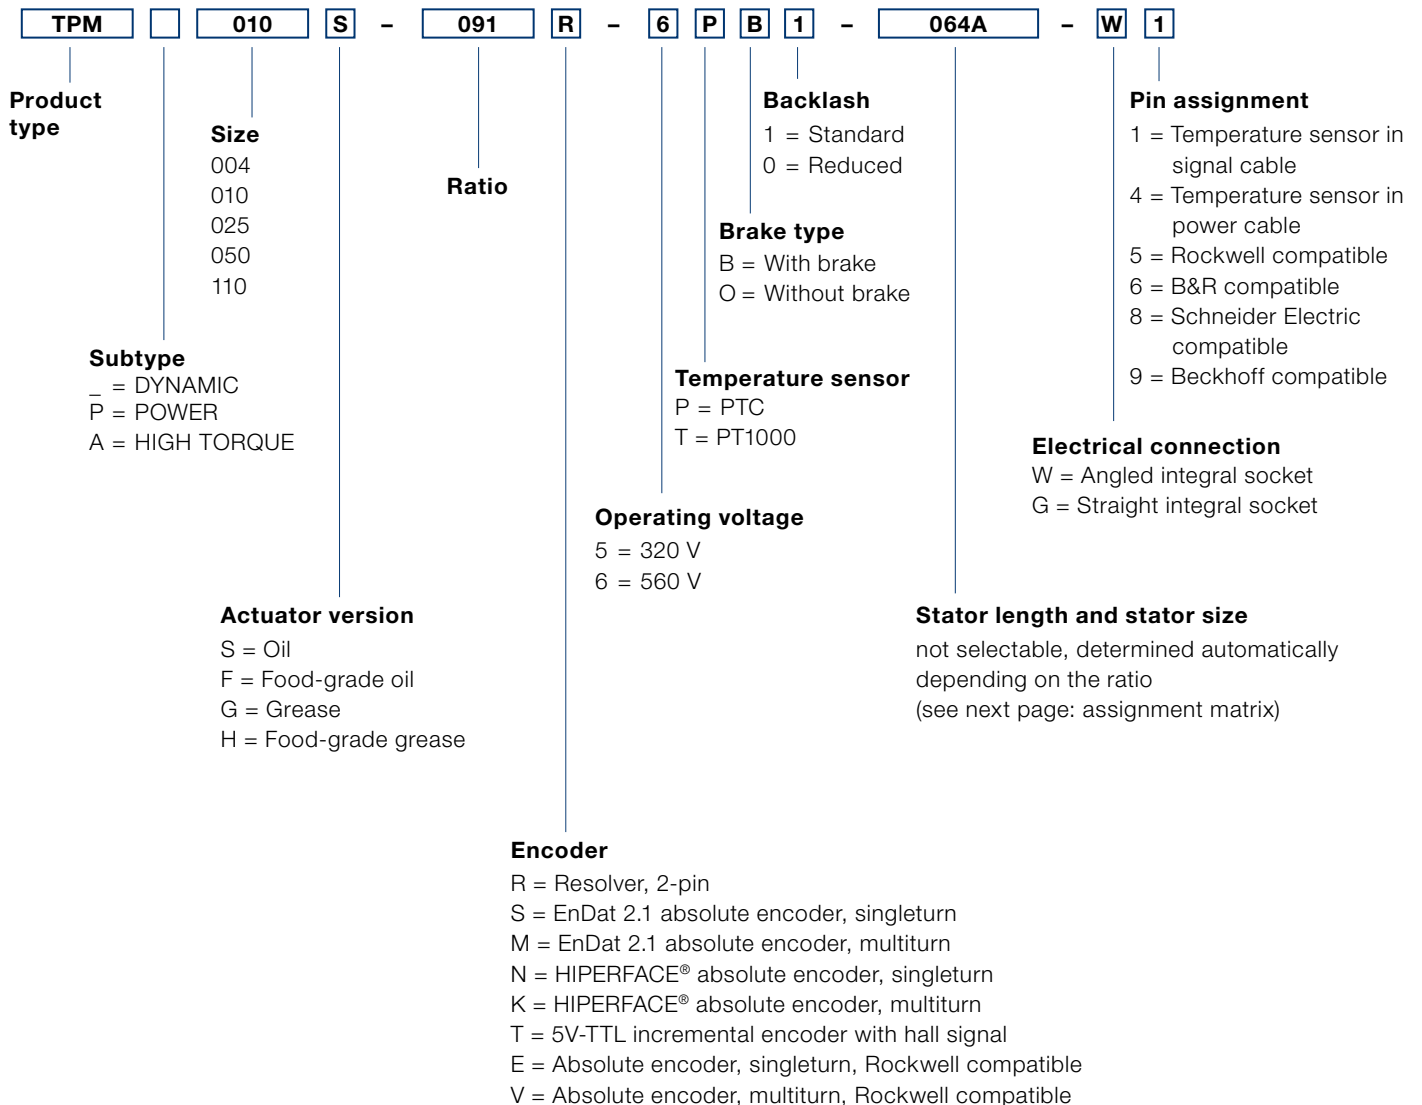 TPM 010 S – 091 R – 6 P B 1 – 064A – W 1
Product
type
Size
004
010
025
050
110
Subtype
_ = DYNAMIC
P = POWER
A = HIGH TORQUE
Actuator version
S = Oil
F = Food-grade oil
G = Grease
H = Food-grade grease
Ratio
Encoder
R = Resolver, 2-pin
S = EnDat 2.1 absolute encoder, singleturn
M = EnDat 2.1 absolute encoder, multiturn
N = HIPERFACE® absolute encoder, singleturn
K = HIPERFACE® absolute encoder, multiturn
T = 5V-TTL incremental encoder with hall signal
E = Absolute encoder, singleturn, Rockwell compatible
V = Absolute encoder, multiturn, Rockwell compatible
Operating voltage
5 = 320 V
6 = 560 V
Temperature sensor
P = PTC
T = PT1000
Brake type
B = With brake
O = Without brake
Backlash
1 = Standard
0 = Reduced
Stator length and stator size
not selectable, determined automatically
depending on the ratio
(see next page: assignment matrix)
Electrical connection
W = Angled integral socket
G = Straight integral socket
Pin assignment
1 = Temperature sensor in
signal cable
4 = Temperature sensor in
power cable
5 = Rockwell compatible
6 = B&R compatible
8 = Schneider Electric
compatible
9 = Beckhoff compatible